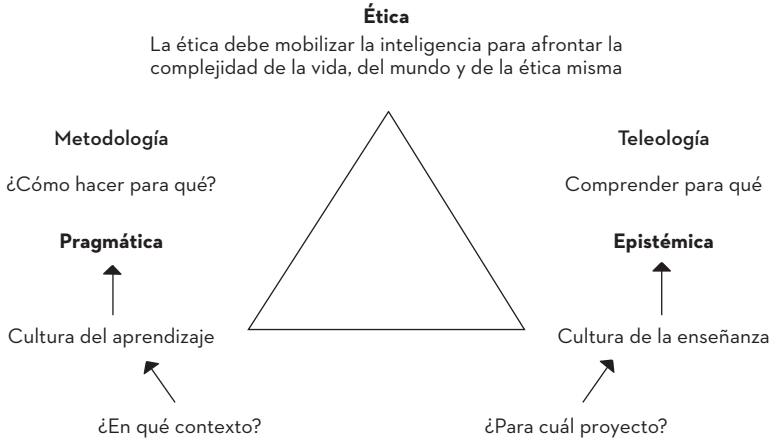 Ética
La ética debe mobilizar la inteligencia para afrontar la
complejidad de la vida, del mundo y de la ética misma
Metodología
Teleología
¿Cómo hacer para qué?
Comprender para qué
Pragmática
Epistémica
Cultura del aprendizaje
Cultura de la enseñanza
¿En qué contexto?
¿Para cuál proyecto?